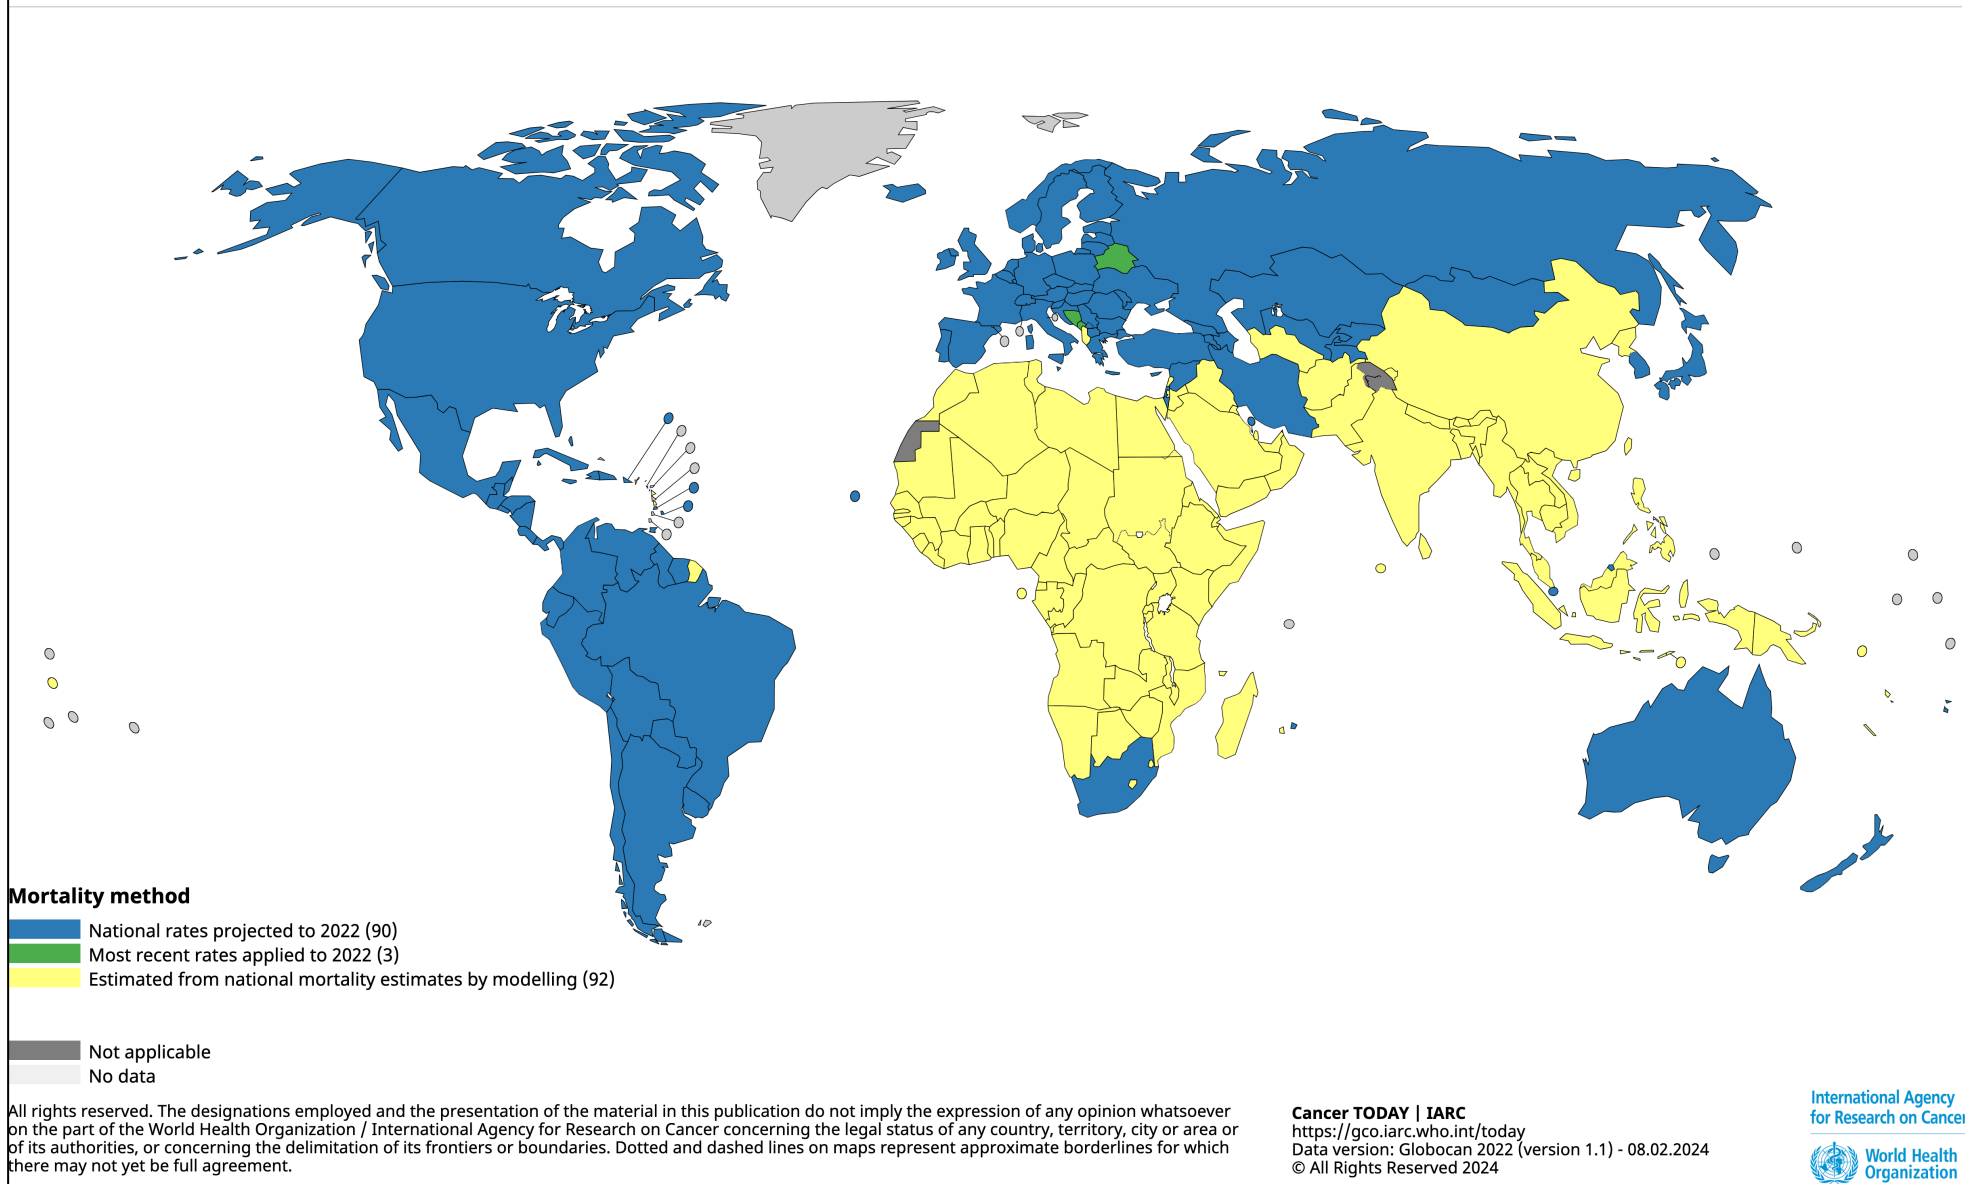 Mortality method
National rates projected to 2022 (90)
Most recent rates applied to 2022 (3)
Estimated from national mortality estimates by modelling (92)
Not applicable
No data
All rights reserved. The designations employed and the presentation of the material in this publication do not imply the expression of any opinion whatsoever
on the part of the World Health Organization / International Agency for Research on Cancer concerning the legal status of any country, territory, city or area or
of its authorities, or concerning the delimitation of its frontiers or boundaries. Dotted and dashed lines on maps represent approximate borderlines for which
there may not yet be full agreement.
Cancer TODAY | IARC
https://gco.iarc.who.int/today
Data version: Globocan 2022 (version 1.1) - 08.02.2024
© All Rights Reserved 2024
International Agency
for Research on Cancer
World Health
Organization